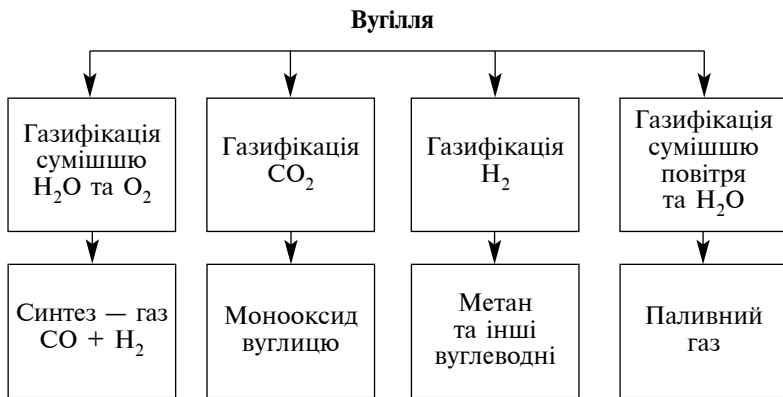 Вугілля
Газифікація
сумішшю
H₂O та O₂
Газифікація
CO₂
Газифікація
H₂
Газифікація
сумішшю
повітря
та H₂O
Синтез — газ
CO + H₂
Монооксид
вуглицю
Метан
та інші
вуглеводні
Паливний
газ